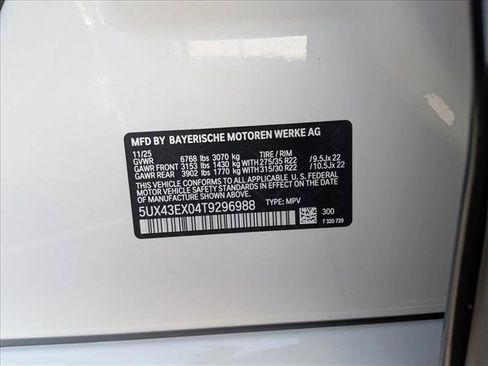 MFD BY BAYERISCHE MOTOREN WERKE AG
11/25
GVWR 6768 lbs 3070 kg TIRE / RIM
GAWR FRONT 3153 lbs 1430 kg WITH 275/35 R22 / 9.5Jx 22
GAWR REAR 3902 lbs 1770 kg WITH 315/30 R22 / 10.5Jx 22
THIS VEHICLE CONFORMS TO ALL APPLICABLE U.S. FEDERAL
MOTOR VEHICLE SAFETY STANDARDS IN EFFECT ON THE DATE
OF MANUFACTURE SHOWN ABOVE.
5UX43EX04T9296988 TYPE: MPV
300
7 320 729